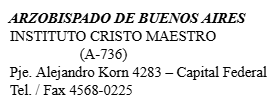 ARZOBISPADO DE BUENOS AIRES
INSTITUTO CRISTO MAESTRO
(A-736)
Pje. Alejandro Korn 4283 – Capital Federal
Tel. / Fax 4568-0225